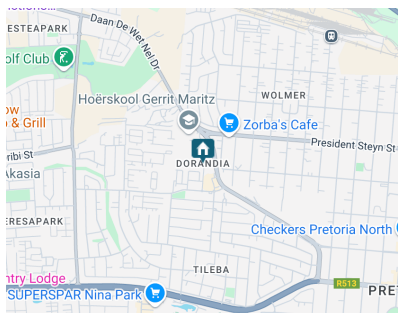 motions...
ESTEAPARK
Daan De Wet Nel Dr
olf Club
WOLMER
Hoërskool Gerrit Maritz
ow
o & Grill
Zorba's Cafe
President Steyn St
ribi St
DORANDIA
Akasia
ERESAPARK
Checkers Pretoria North
TILEBA
ntry Lodge
R513
PRET
SUPERSPAR Nina Park